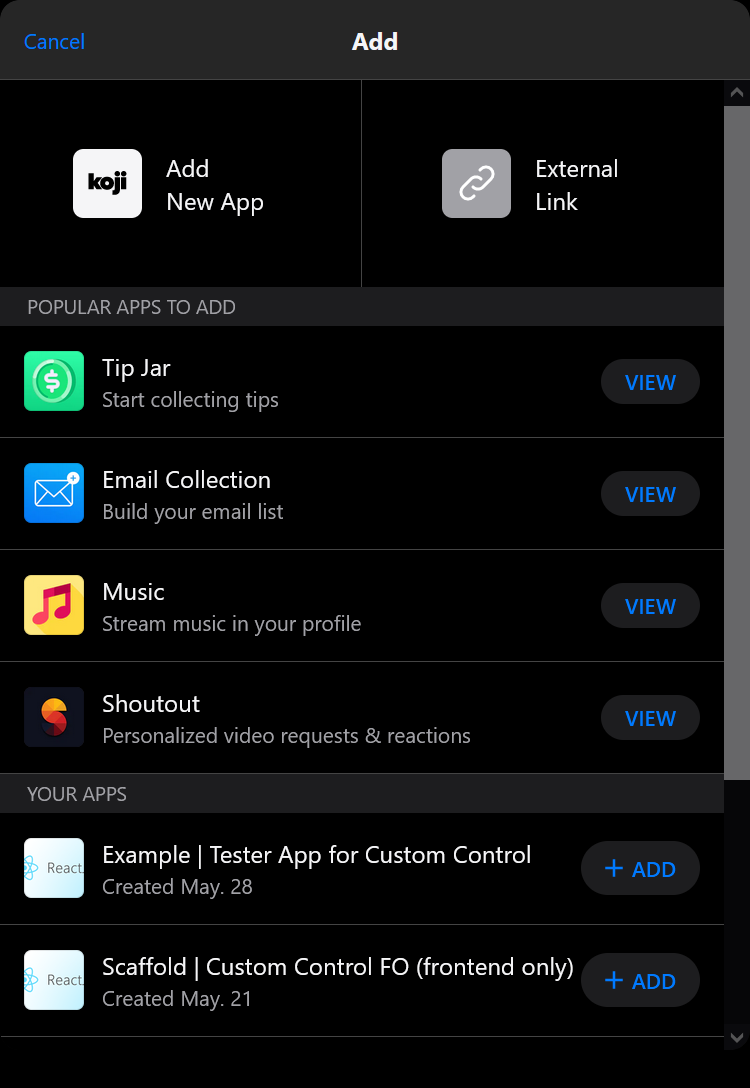 Cancel
Add
koji
Add
New App
External
Link
POPULAR APPS TO ADD
Tip Jar
Start collecting tips
VIEW
Email Collection
Build your email list
VIEW
Music
Stream music in your profile
VIEW
Shoutout
Personalized video requests & reactions
VIEW
YOUR APPS
React.
Example | Tester App for Custom Control
Created May. 28
+ ADD
React.
Scaffold | Custom Control FO (frontend only)
Created May. 21
+ ADD